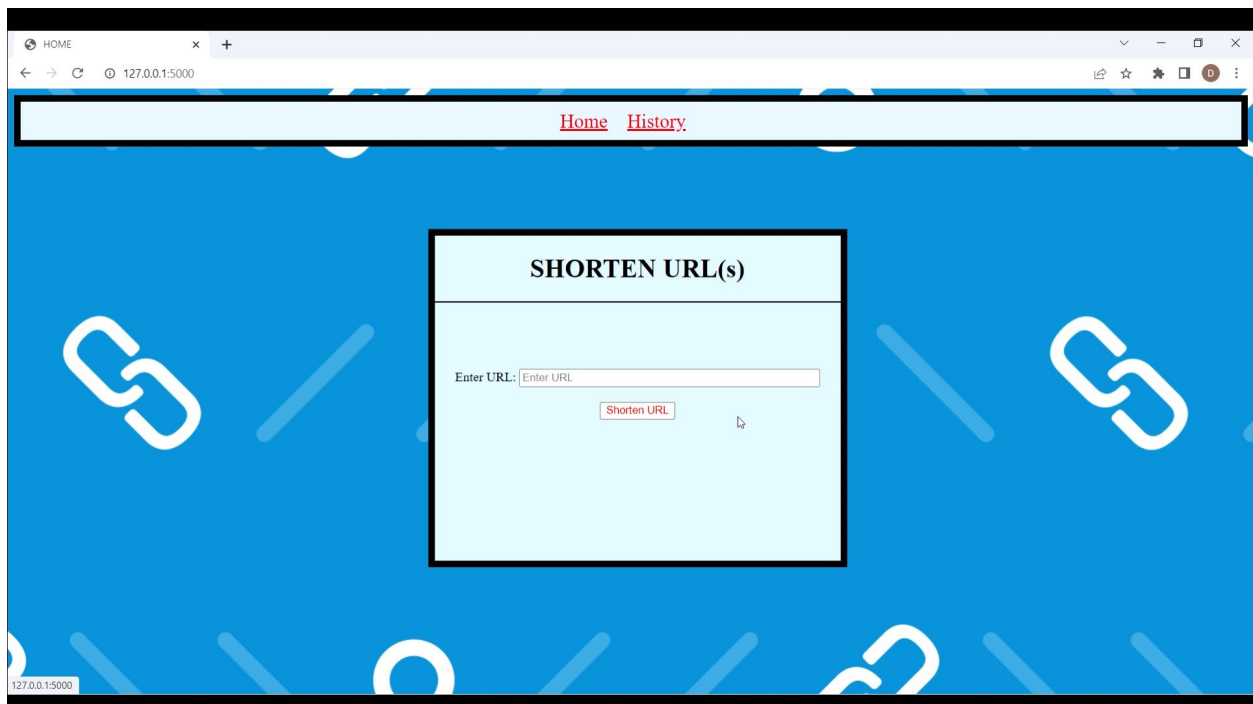 HOME
127.0.0.1:5000
D
Home History
SHORTEN URL(s)
Enter URL: Enter URL
Shorten URL
127.0.0.1:5000